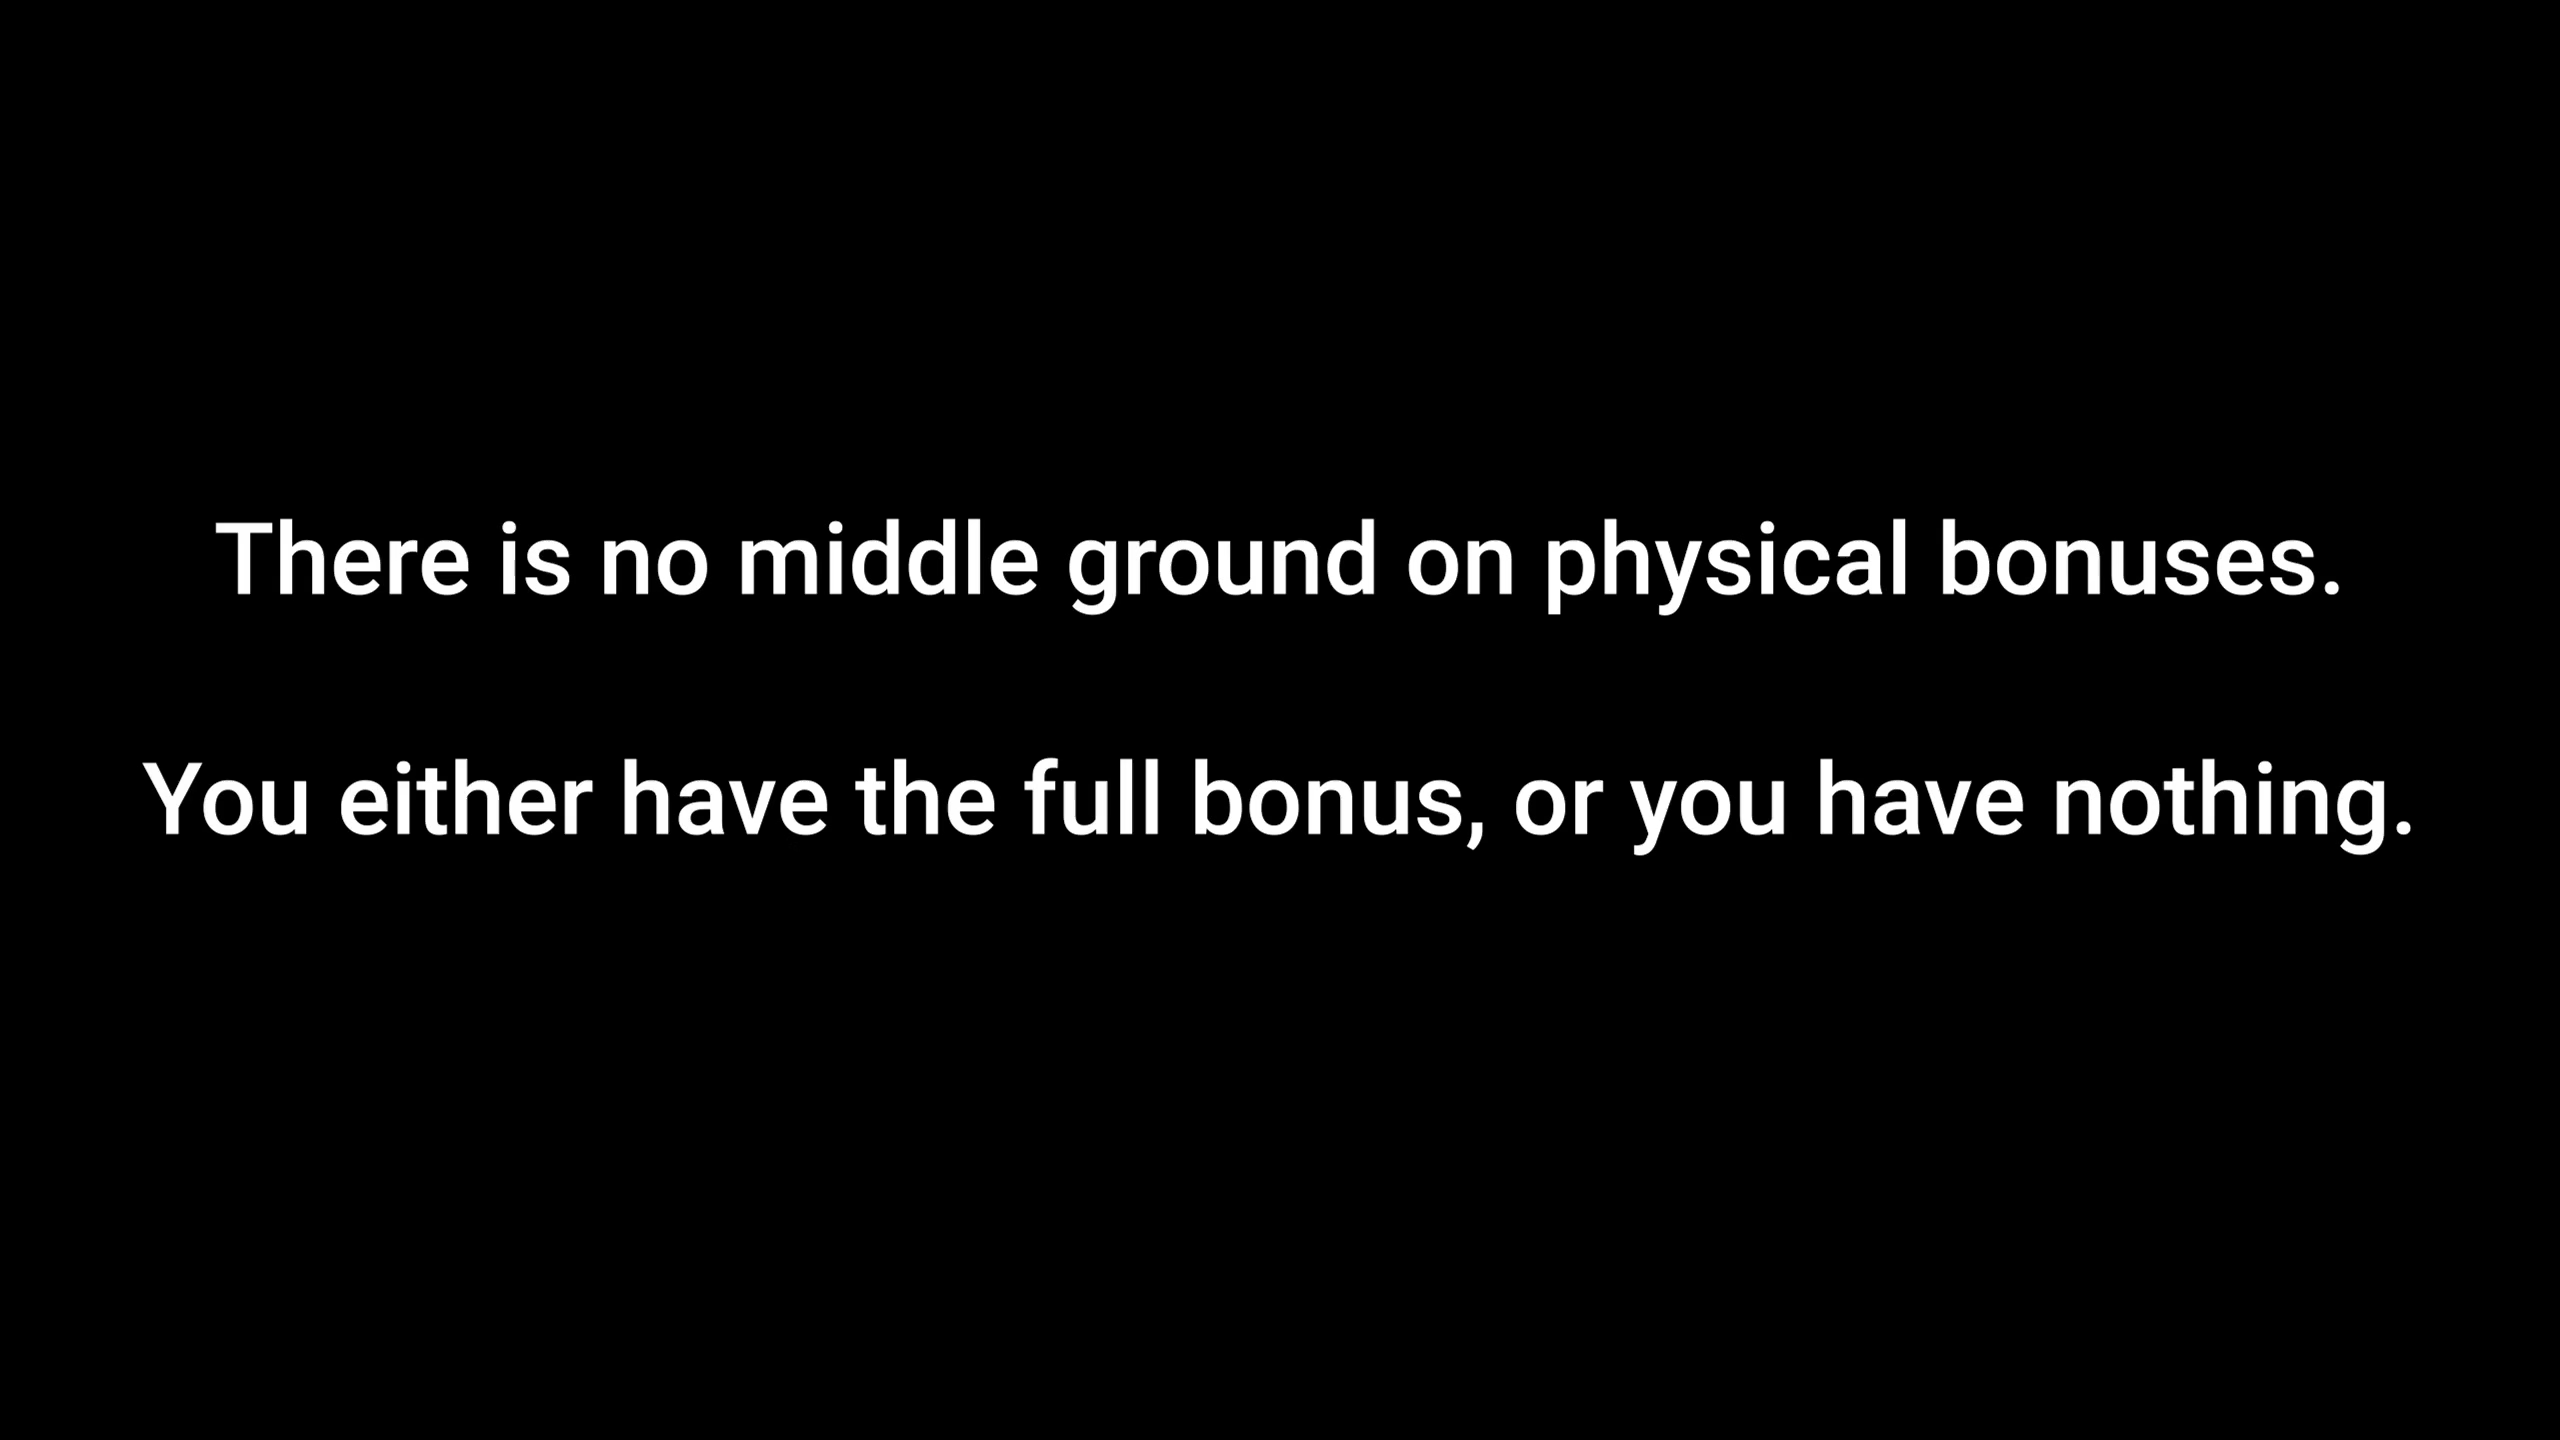 There is no middle ground on physical bonuses.
You either have the full bonus, or you have nothing.